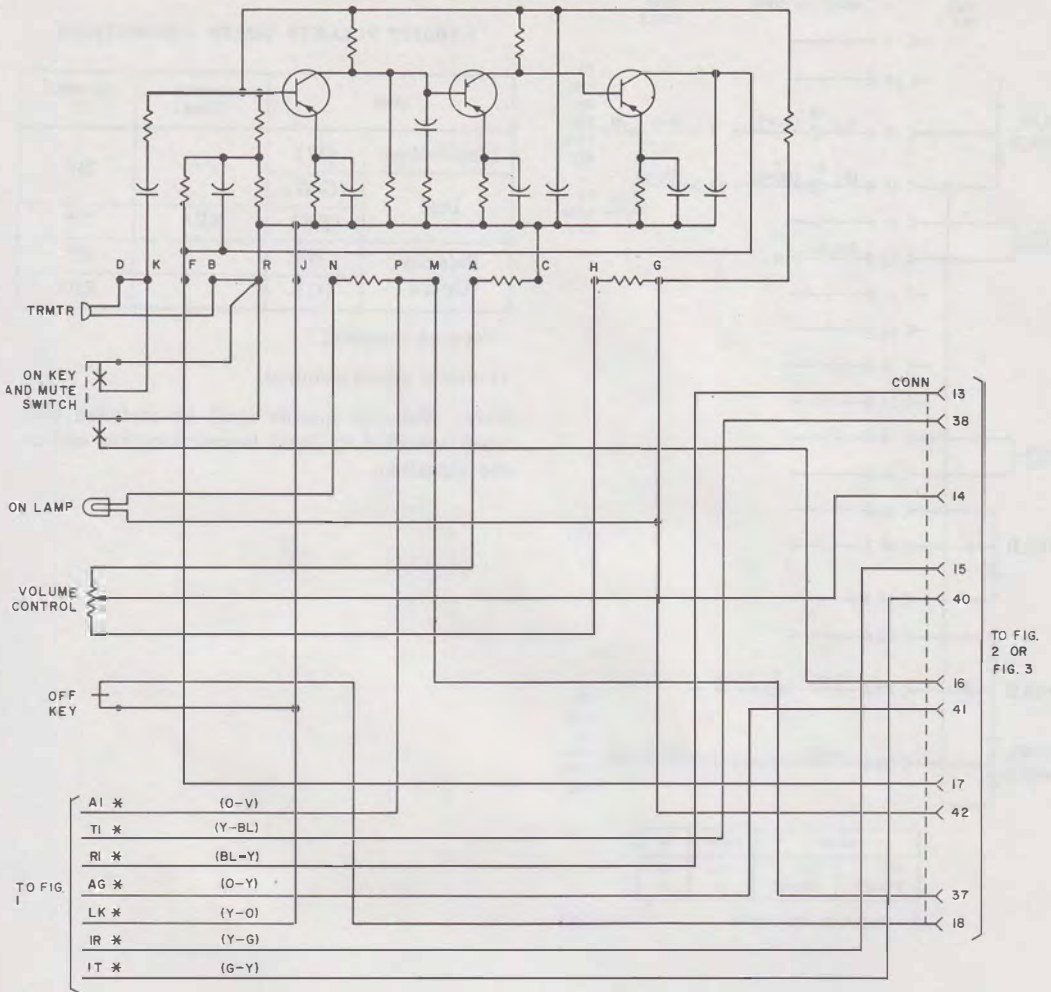 D K F B R J N P M A C H G
TRMTR
ON KEY
AND MUTE
SWITCH
ON LAMP
VOLUME
CONTROL
OFF
KEY
CONN
13
38
14
15
40
16
41
17
42
37
18
TO FIG.
2 OR
FIG. 3
TO FIG.
1
A1 * (O-V)
T1 * (Y-BL)
R1 * (BL-Y)
AG * (O-Y)
LK * (Y-O)
1R * (Y-G)
1T * (G-Y)